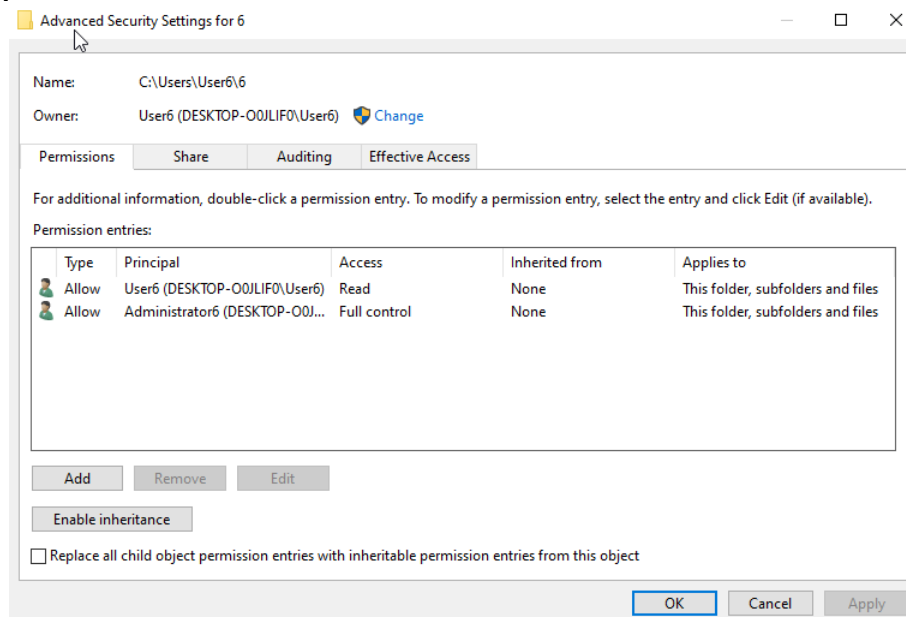 Advanced Security Settings for 6
Name: C:\Users\User6\6
Owner: User6 (DESKTOP-O0JLIF0\User6) Change
Permissions Share Auditing Effective Access
For additional information, double-click a permission entry. To modify a permission entry, select the entry and click Edit (if available).
Permission entries:
Type Principal Access Inherited from Applies to
Allow User6 (DESKTOP-O0JLIF0\User6) Read None This folder, subfolders and files
Allow Administrator6 (DESKTOP-O0J... Full control None This folder, subfolders and files
Add Remove Edit
Enable inheritance
Replace all child object permission entries with inheritable permission entries from this object
OK Cancel Apply